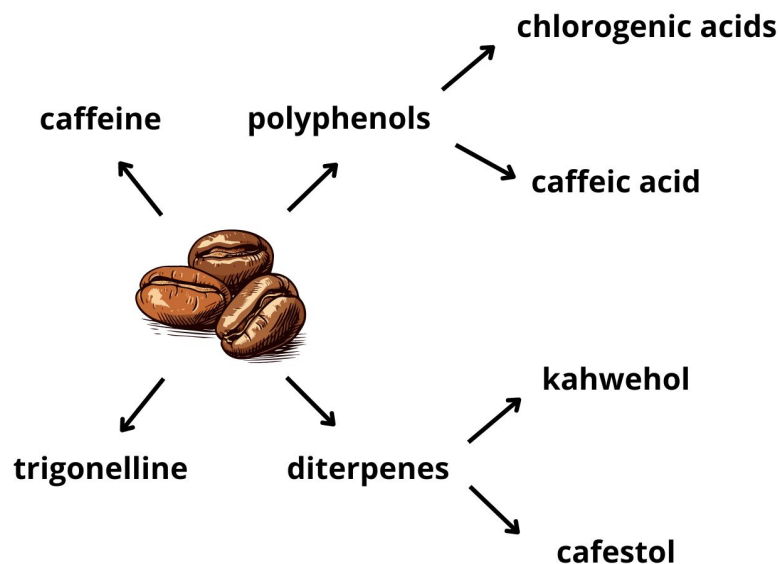 chlorogenic acids
caffeine
polyphenols
caffeic acid
kahwehol
trigonelline
diterpenes
cafestol